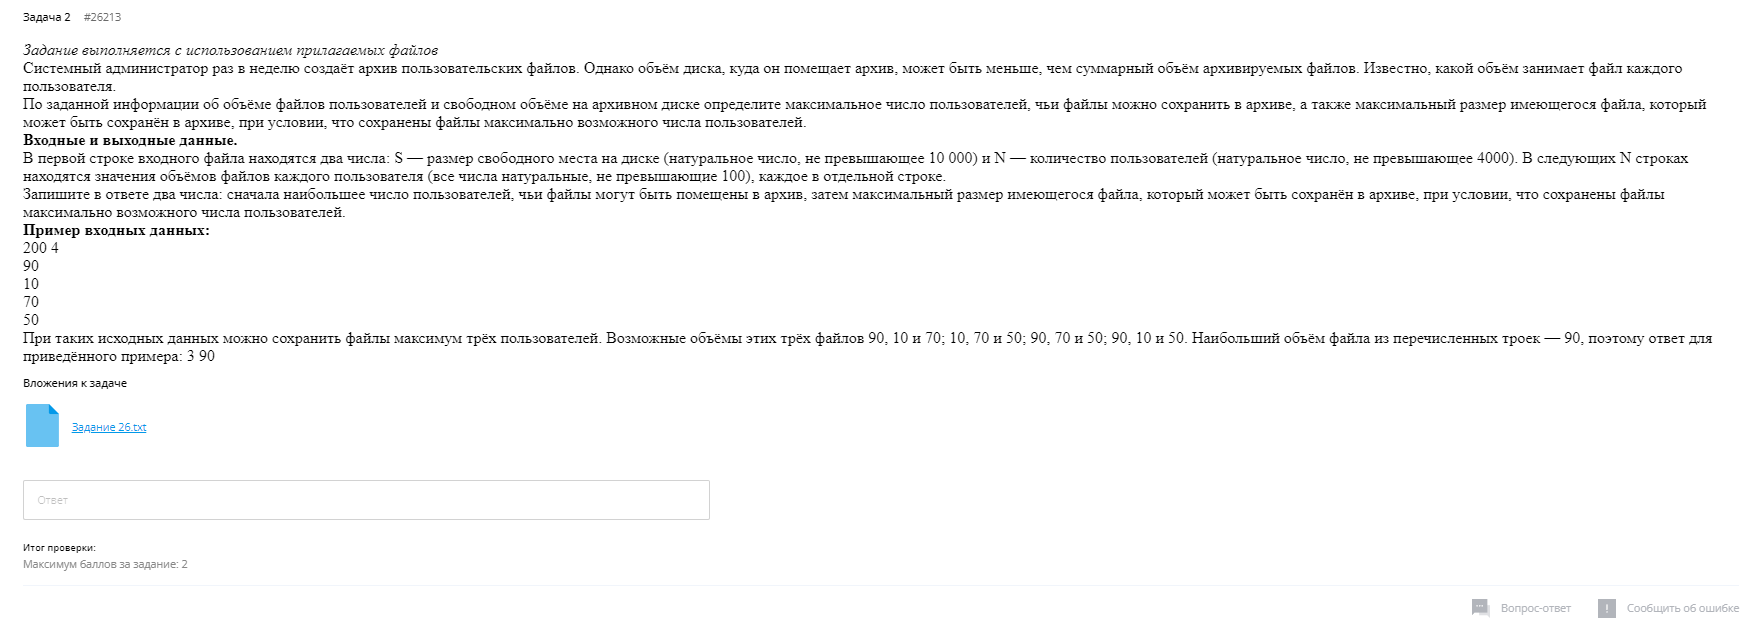 Задача 2 #26213
Задание выполняется с использованием прилагаемых файлов
Системный администратор раз в неделю создаёт архив пользовательских файлов. Однако объём диска, куда он помещает архив, может быть меньше, чем суммарный объём архивируемых файлов. Известно, какой объём занимает файл каждого
пользователя.
По заданной информации об объёме файлов пользователей и свободном объёме на архивном диске определите максимальное число пользователей, чьи файлы можно сохранить в архиве, а также максимальный размер имеющегося файла, который
может быть сохранён в архиве, при условии, что сохранены файлы максимально возможного числа пользователей.
Входные и выходные данные.
В первой строке входного файла находятся два числа: S — размер свободного места на диске (натуральное число, не превышающее 10 000) и N — количество пользователей (натуральное число, не превышающее 4000). В следующих N строках
находятся значения объёмов файлов каждого пользователя (все числа натуральные, не превышающие 100), каждое в отдельной строке.
Запишите в ответе два числа: сначала наибольшее число пользователей, чьи файлы могут быть помещены в архив, затем максимальный размер имеющегося файла, который может быть сохранён в архиве, при условии, что сохранены файлы
максимально возможного числа пользователей.
Пример входных данных:
200 4
90
10
70
50
При таких исходных данных можно сохранить файлы максимум трёх пользователей. Возможные объёмы этих трёх файлов 90, 10 и 70; 10, 70 и 50; 90, 70 и 50; 90, 10 и 50. Наибольший объём файла из перечисленных троек — 90, поэтому ответ для
приведённого примера: 3 90
Вложения к задаче
Задание 26.txt
Ответ
Итог проверки:
Максимум баллов за задание: 2
Вопрос-ответ
! Сообщить об ошибке